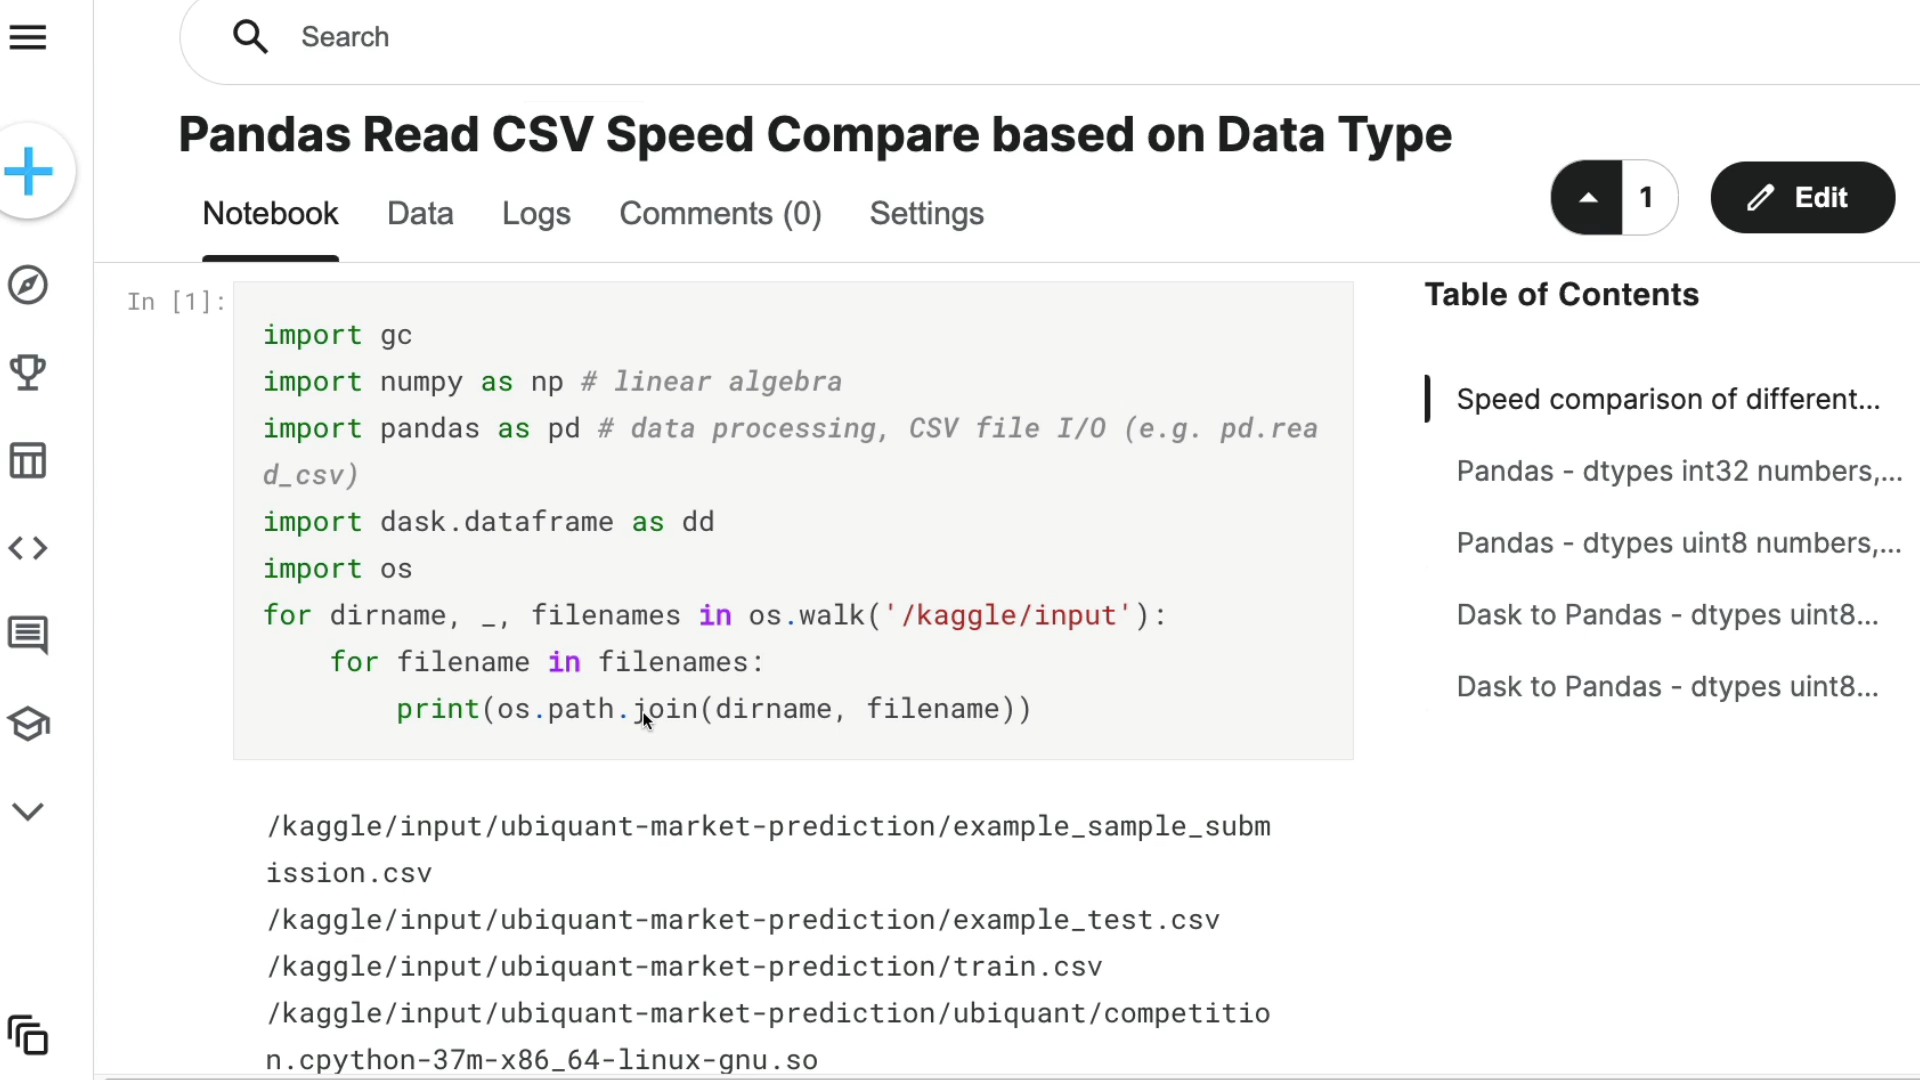 Search
Pandas Read CSV Speed Compare based on Data Type
Notebook Data Logs Comments (0) Settings
1 Edit
In [1]:
import gc
import numpy as np # linear algebra
import pandas as pd # data processing, CSV file I/O (e.g. pd.rea
d_csv)
import dask.dataframe as dd
import os
for dirname, _, filenames in os.walk('/kaggle/input'):
    for filename in filenames:
        print(os.path.join(dirname, filename))
/kaggle/input/ubiquant-market-prediction/example_sample_subm
ission.csv
/kaggle/input/ubiquant-market-prediction/example_test.csv
/kaggle/input/ubiquant-market-prediction/train.csv
/kaggle/input/ubiquant-market-prediction/ubiquant/competitio
n.cpython-37m-x86_64-linux-gnu.so
Table of Contents
Speed comparison of different...
Pandas - dtypes int32 numbers,...
Pandas - dtypes uint8 numbers,...
Dask to Pandas - dtypes uint8...
Dask to Pandas - dtypes uint8...